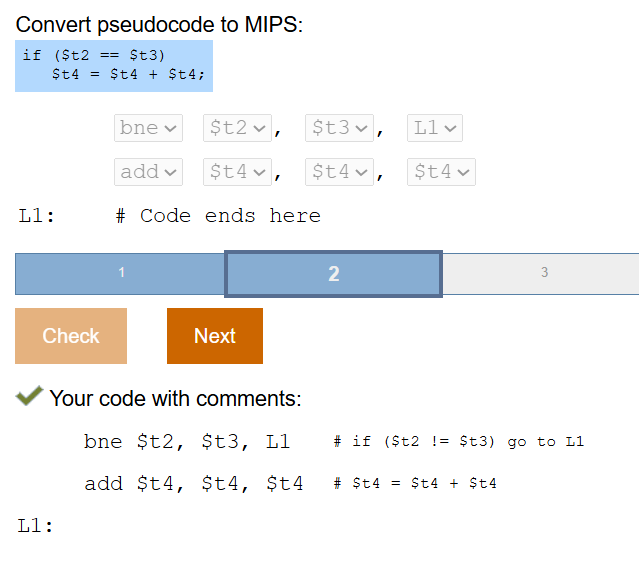 Convert pseudocode to MIPS:
if ($t2 == $t3)
$t4 = $t4 + $t4;
bne $t2, $t3, L1
add $t4, $t4, $t4
L1: # Code ends here
1 2 3
Check Next
Your code with comments:
bne $t2, $t3, L1 # if ($t2 != $t3) go to L1
add $t4, $t4, $t4 # $t4 = $t4 + $t4
L1: